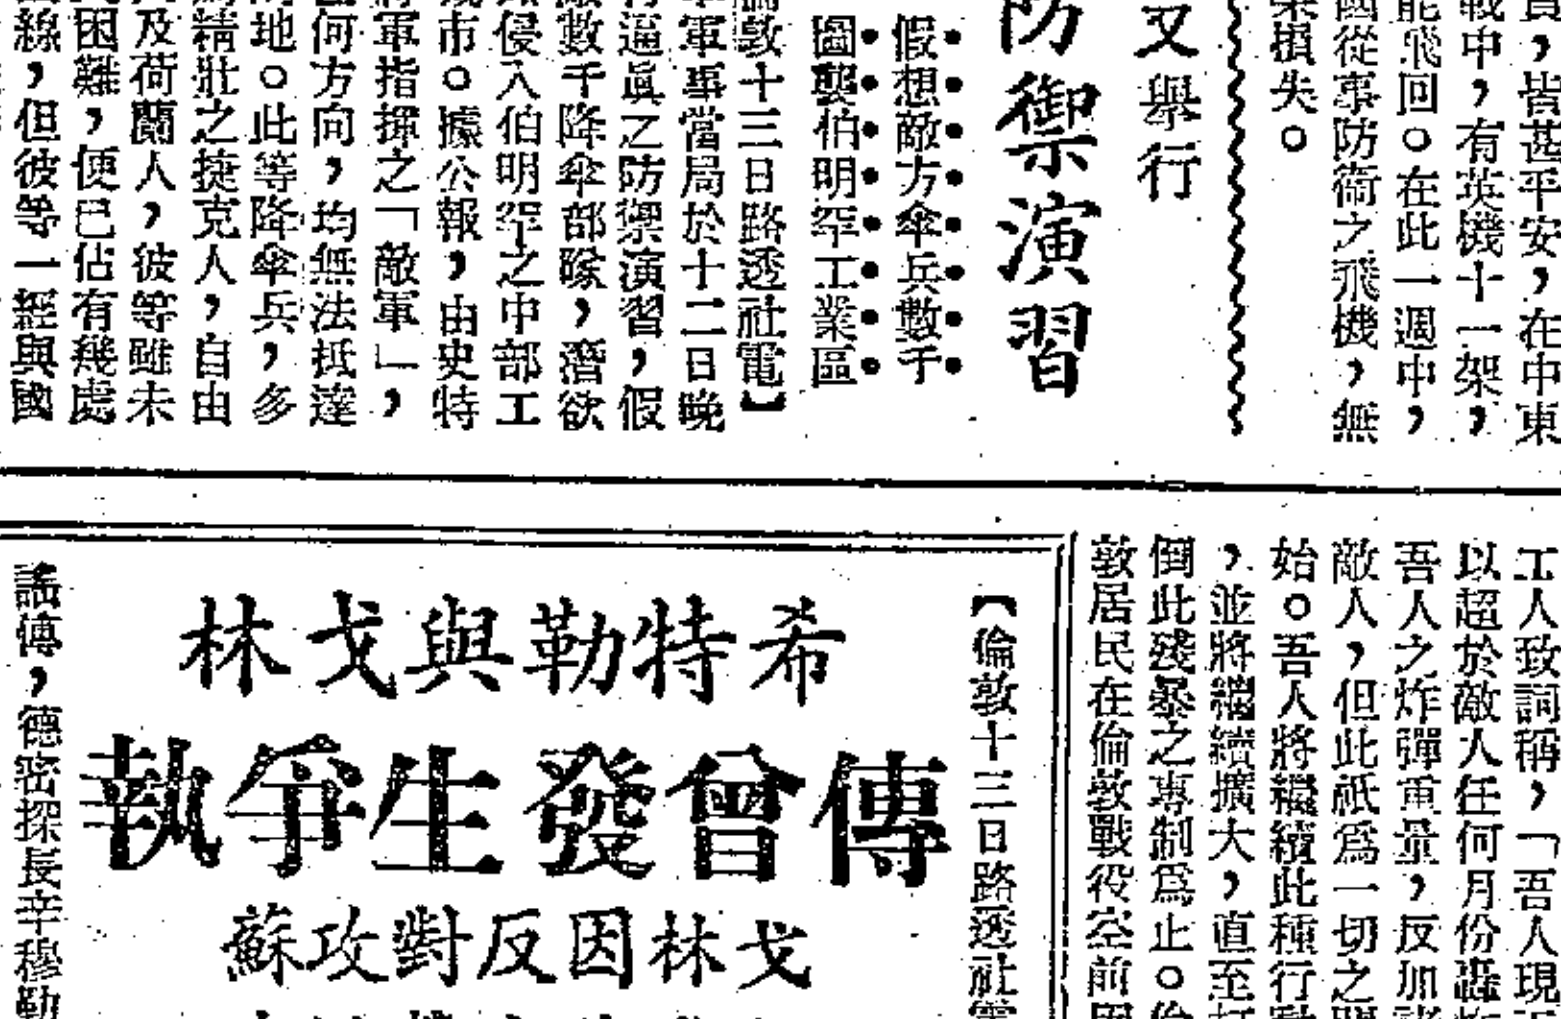 員，皆甚平安，在中東
戰中，有英機十一架，
能飛回。在此一週中，
國從事防衛之飛機，無
損失。
又舉行
防禦演習
假想敵方傘兵數千
圖襲伯明罕工業區
倫敦十三日路透社電】
軍事當局於十二日晚
逼眞之防禦演習，假
數千降傘部隊，潛欲
侵入伯明罕之中部工
市。據公報，由史特
將軍指揮之「敵軍」，
何方向，均無法抵達
地。此等降傘兵，多
精壯之捷克人，自由
及荷蘭人，彼等雖未
困難，便已佔有幾處
線，但彼等一經與國
工人致詞稱，「吾人現
以超於敵人任何月份轟炸
吾人之炸彈重量，反加諸
敵人，但此祇爲一切之開
始。吾人將繼續此種行動
，並將繼續擴大，直至打
倒此殘暴之專制爲止。倫
敦居民在倫敦戰役空前
【倫敦十三日路透社電
希特勒與戈林
傳曾發生爭執
戈林因反對攻蘇
謠傳，德密探長辛穆勒